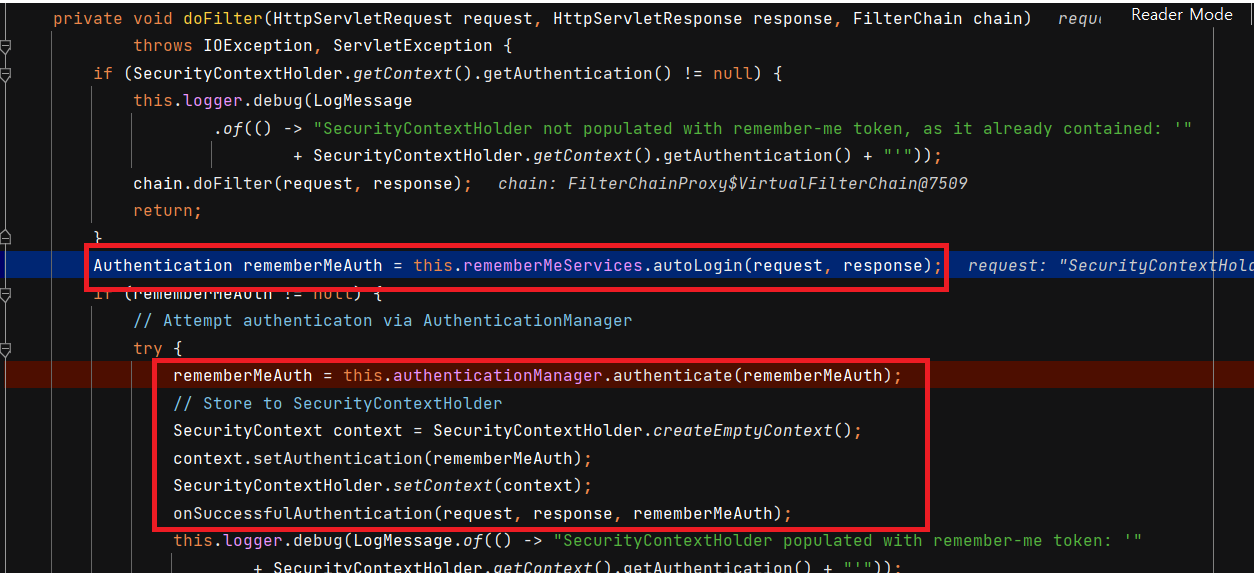 private void doFilter(HttpServletRequest request, HttpServletResponse response, FilterChain chain)   requ
Reader Mode
throws IOException, ServletException {
if (SecurityContextHolder.getContext().getAuthentication() != null) {
this.logger.debug(LogMessage
.of(() -> "SecurityContextHolder not populated with remember-me token, as it already contained: '"
+ SecurityContextHolder.getContext().getAuthentication() + "'"));
chain.doFilter(request, response);   chain: FilterChainProxy$VirtualFilterChain@7509
return;
}
Authentication rememberMeAuth = this.rememberMeServices.autoLogin(request, response);   request: "SecurityContextHold
if (rememberMeAuth != null) {
// Attempt authenticaton via AuthenticationManager
try {
rememberMeAuth = this.authenticationManager.authenticate(rememberMeAuth);
// Store to SecurityContextHolder
SecurityContext context = SecurityContextHolder.createEmptyContext();
context.setAuthentication(rememberMeAuth);
SecurityContextHolder.setContext(context);
onSuccessfulAuthentication(request, response, rememberMeAuth);
this.logger.debug(LogMessage.of(() -> "SecurityContextHolder populated with remember-me token: '"
+ SecurityContextHolder.getContext().getAuthentication() + "'"));